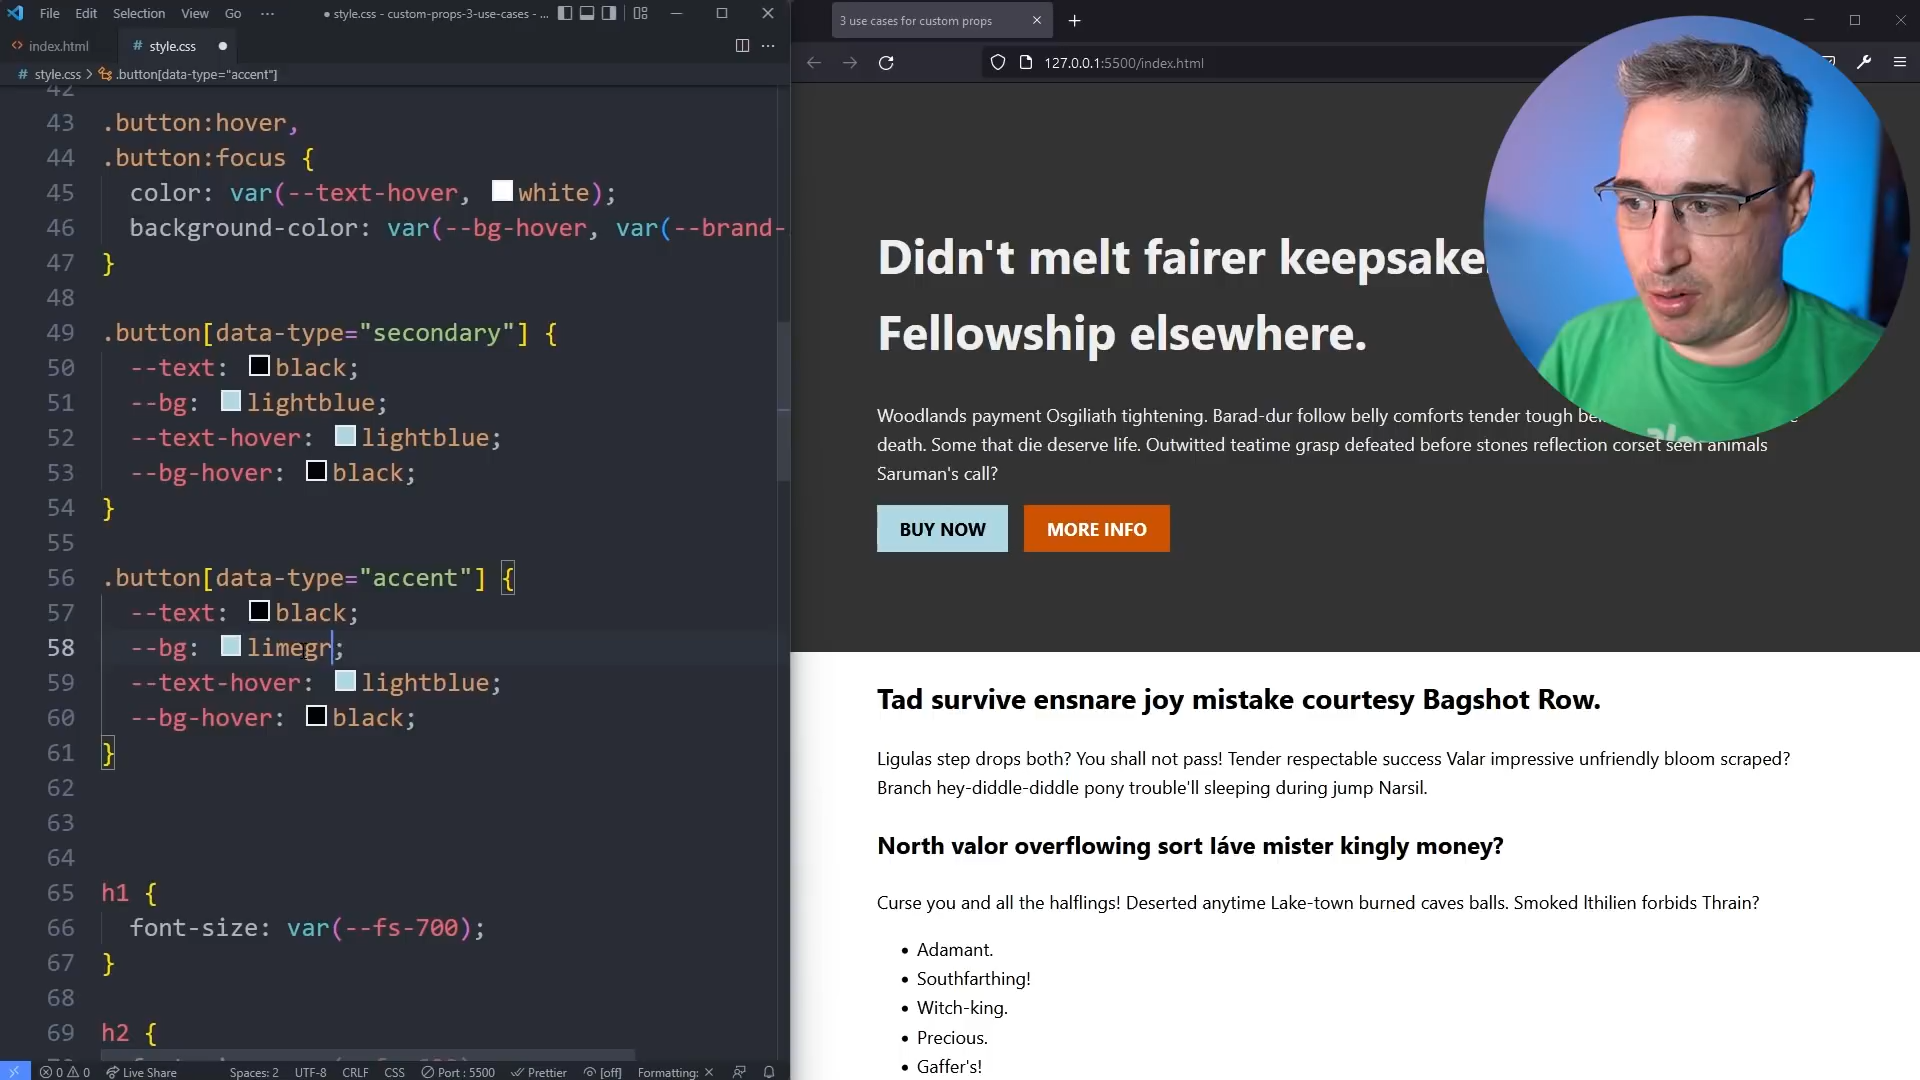 File Edit Selection View Go ··· ● style.css - custom-props-3-use-cases - ...
<> index.html # style.css ●
# style.css > .button[data-type="accent"]
42
43 .button:hover,
44 .button:focus {
45 color: var(--text-hover, white);
46 background-color: var(--bg-hover, var(--brand-
47 }
48
49 .button[data-type="secondary"] {
50 --text: black;
51 --bg: lightblue;
52 --text-hover: lightblue;
53 --bg-hover: black;
54 }
55
56 .button[data-type="accent"] {
57 --text: black;
58 --bg: limegr;
59 --text-hover: lightblue;
60 --bg-hover: black;
61 }
62
63
64
65 h1 {
66 font-size: var(--fs-700);
67 }
68
69 h2 {
0 0 Live Share Spaces: 2 UTF-8 CRLF CSS Port : 5500 Prettier [off] Formatting: ×
3 use cases for custom props
127.0.0.1:5500/index.html
Didn't melt fairer keepsake
Fellowship elsewhere.
Woodlands payment Osgiliath tightening. Barad-dur follow belly comforts tender tough
death. Some that die deserve life. Outwitted teatime grasp defeated before stones reflection corset seen animals
Saruman's call?
BUY NOW MORE INFO
Tad survive ensnare joy mistake courtesy Bagshot Row.
Ligulas step drops both? You shall not pass! Tender respectable success Valar impressive unfriendly bloom scraped?
Branch hey-diddle-diddle pony trouble'll sleeping during jump Narsil.
North valor overflowing sort Iáve mister kingly money?
Curse you and all the halflings! Deserted anytime Lake-town burned caves balls. Smoked Ithilien forbids Thrain?
• Adamant.
• Southfarthing!
• Witch-king.
• Precious.
• Gaffer's!